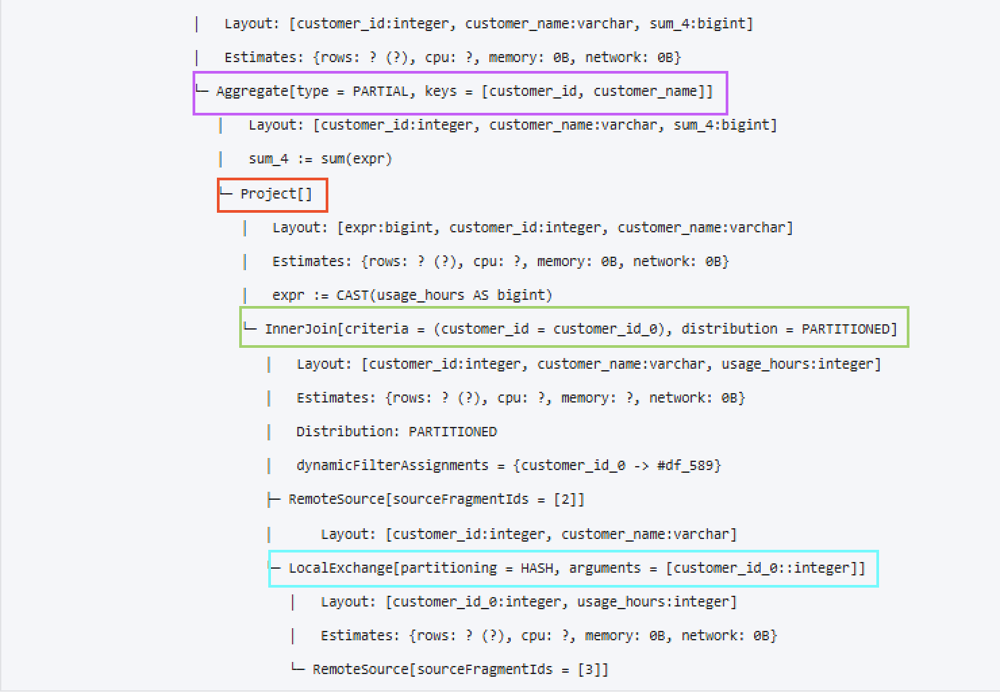 │   Layout: [customer_id:integer, customer_name:varchar, sum_4:bigint]
│   Estimates: {rows: ? (?), cpu: ?, memory: 0B, network: 0B}
└─ Aggregate[type = PARTIAL, keys = [customer_id, customer_name]]
│   Layout: [customer_id:integer, customer_name:varchar, sum_4:bigint]
│   sum_4 := sum(expr)
└─ Project[]
│   Layout: [expr:bigint, customer_id:integer, customer_name:varchar]
│   Estimates: {rows: ? (?), cpu: ?, memory: 0B, network: 0B}
│   expr := CAST(usage_hours AS bigint)
└─ InnerJoin[criteria = (customer_id = customer_id_0), distribution = PARTITIONED]
│   Layout: [customer_id:integer, customer_name:varchar, usage_hours:integer]
│   Estimates: {rows: ? (?), cpu: ?, memory: ?, network: 0B}
│   Distribution: PARTITIONED
│   dynamicFilterAssignments = {customer_id_0 -> #df_589}
├─ RemoteSource[sourceFragmentIds = [2]]
│      Layout: [customer_id:integer, customer_name:varchar]
└─ LocalExchange[partitioning = HASH, arguments = [customer_id_0::integer]]
│   Layout: [customer_id_0:integer, usage_hours:integer]
│   Estimates: {rows: ? (?), cpu: ?, memory: 0B, network: 0B}
└─ RemoteSource[sourceFragmentIds = [3]]